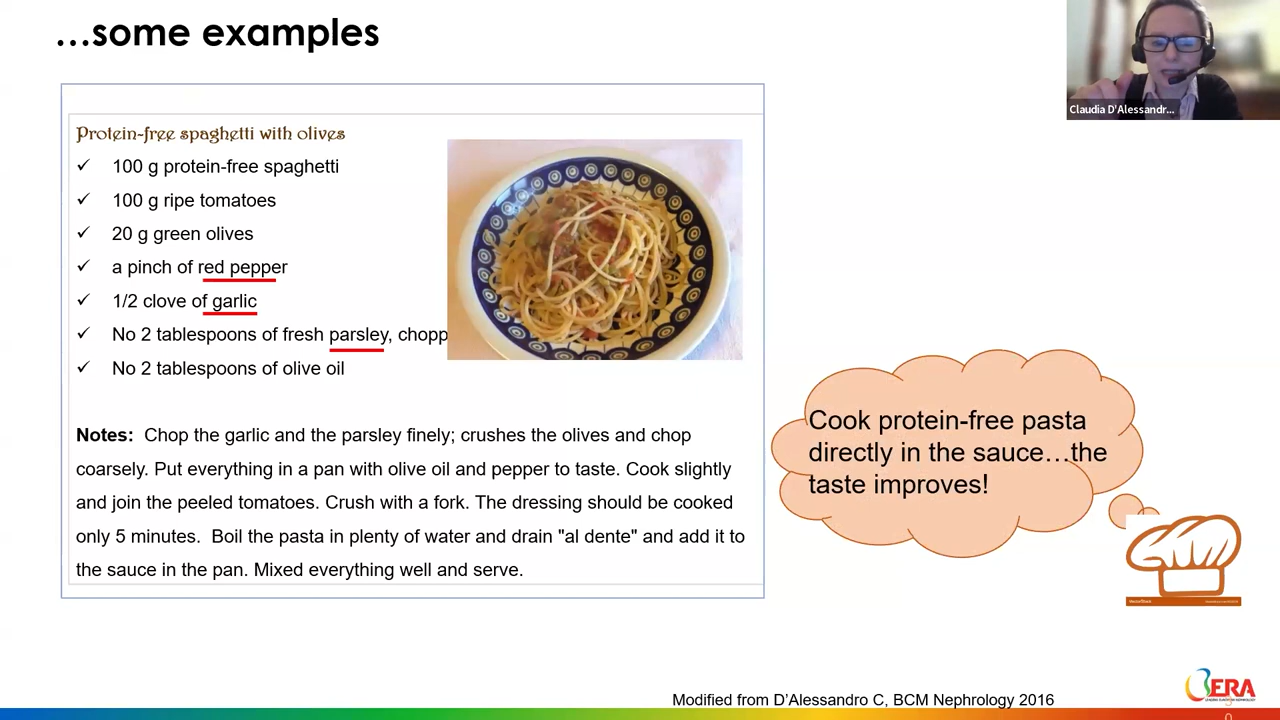 ...some examples
Claudia D'Alessandr...
Protein-free spaghetti with olives
✓ 100 g protein-free spaghetti
✓ 100 g ripe tomatoes
✓ 20 g green olives
✓ a pinch of red pepper
✓ 1/2 clove of garlic
✓ No 2 tablespoons of fresh parsley, chopp
✓ No 2 tablespoons of olive oil
Notes: Chop the garlic and the parsley finely; crushes the olives and chop
coarsely. Put everything in a pan with olive oil and pepper to taste. Cook slightly
and join the peeled tomatoes. Crush with a fork. The dressing should be cooked
only 5 minutes. Boil the pasta in plenty of water and drain "al dente" and add it to
the sauce in the pan. Mixed everything well and serve.
Cook protein-free pasta
directly in the sauce...the
taste improves!
Modified from D'Alessandro C, BCM Nephrology 2016
ERA